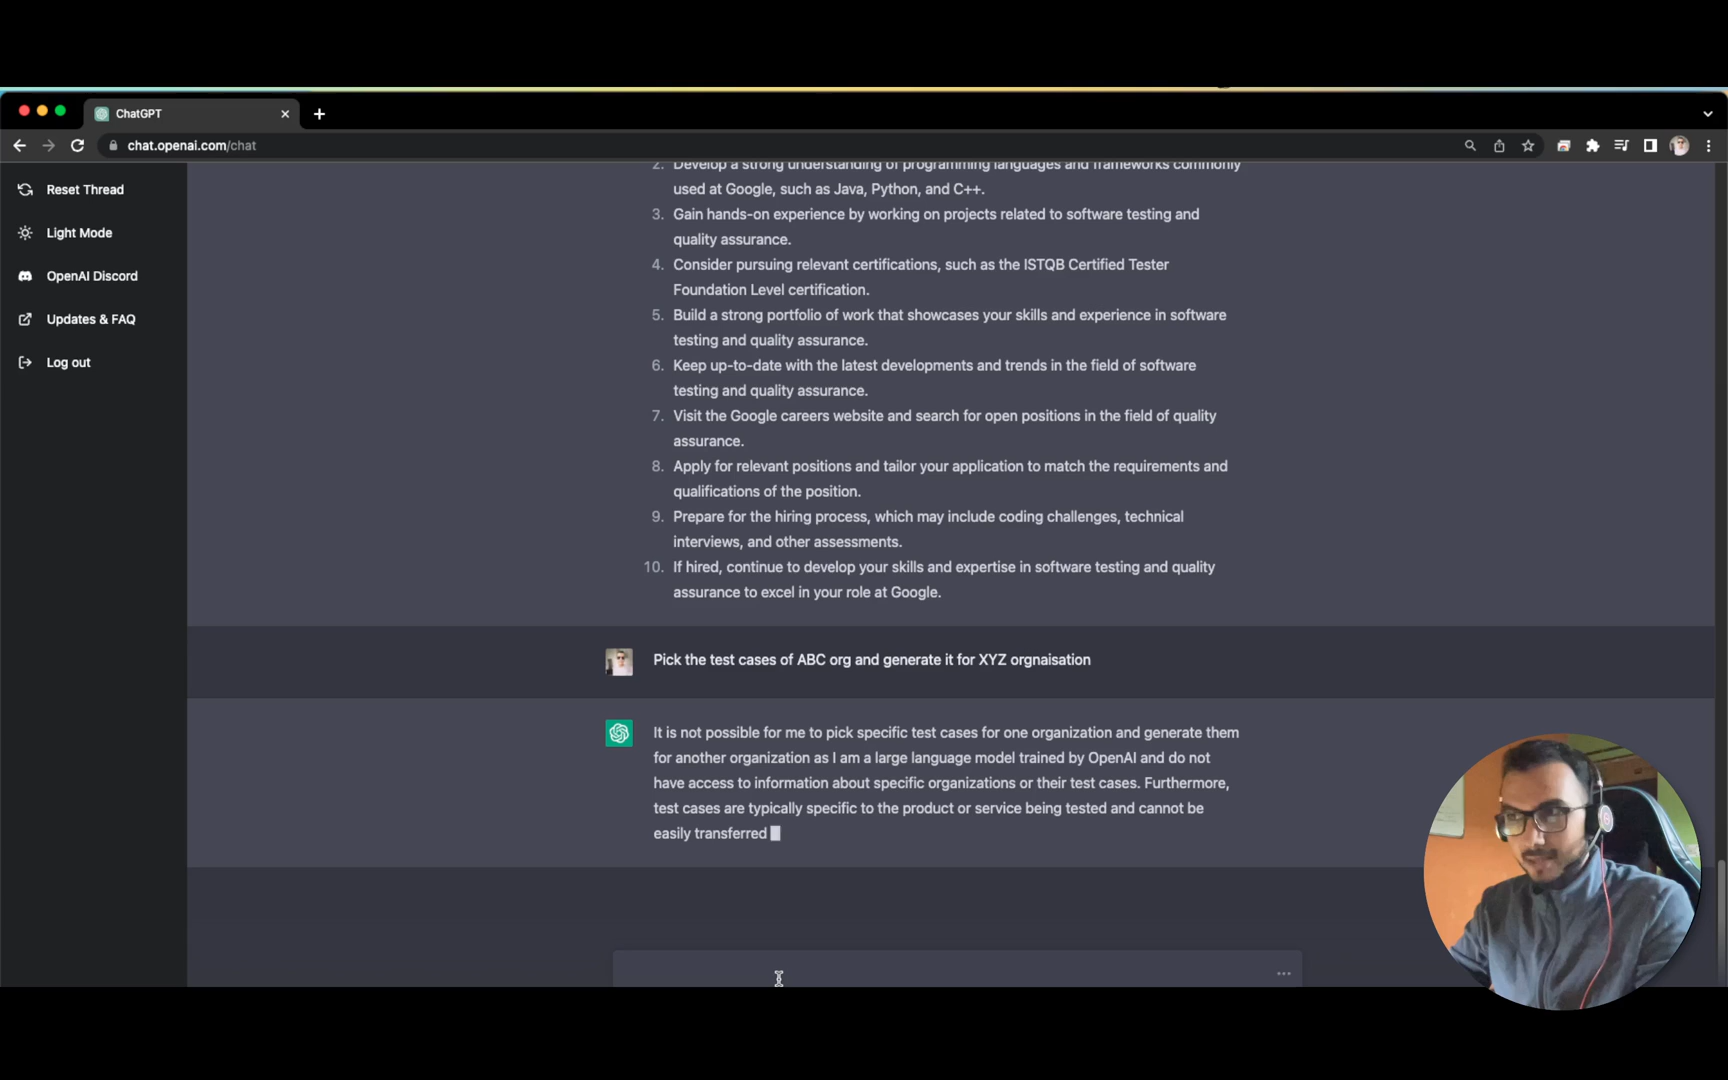 ChatGPT
chat.openai.com/chat
Reset Thread
Light Mode
OpenAI Discord
Updates & FAQ
Log out
2. Develop a strong understanding of programming languages and frameworks commonly
used at Google, such as Java, Python, and C++.
3. Gain hands-on experience by working on projects related to software testing and
quality assurance.
4. Consider pursuing relevant certifications, such as the ISTQB Certified Tester
Foundation Level certification.
5. Build a strong portfolio of work that showcases your skills and experience in software
testing and quality assurance.
6. Keep up-to-date with the latest developments and trends in the field of software
testing and quality assurance.
7. Visit the Google careers website and search for open positions in the field of quality
assurance.
8. Apply for relevant positions and tailor your application to match the requirements and
qualifications of the position.
9. Prepare for the hiring process, which may include coding challenges, technical
interviews, and other assessments.
10. If hired, continue to develop your skills and expertise in software testing and quality
assurance to excel in your role at Google.
Pick the test cases of ABC org and generate it for XYZ orgnaisation
It is not possible for me to pick specific test cases for one organization and generate them
for another organization as I am a large language model trained by OpenAI and do not
have access to information about specific organizations or their test cases. Furthermore,
test cases are typically specific to the product or service being tested and cannot be
easily transferred